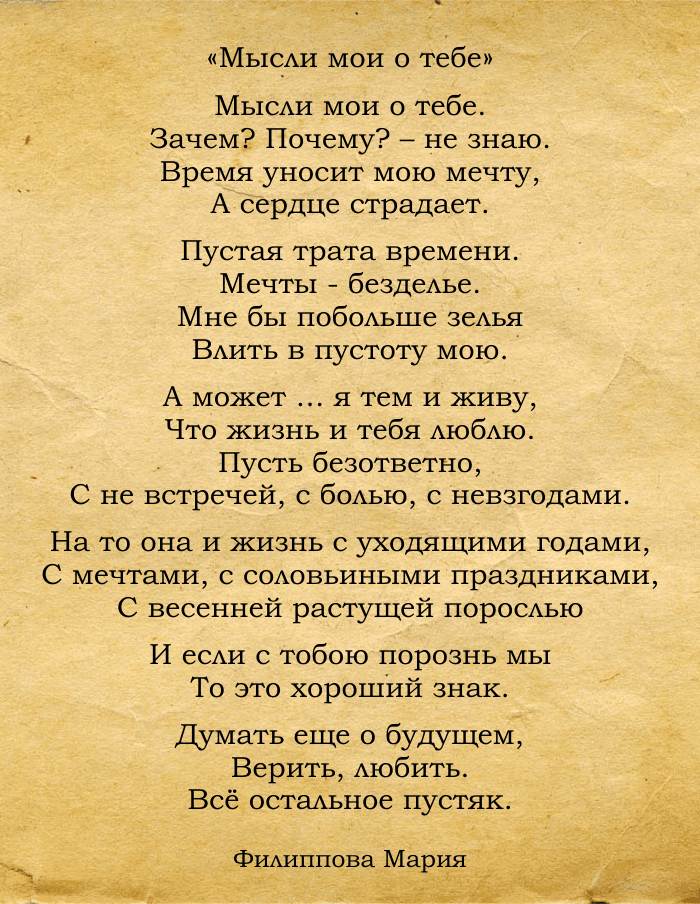 «Мысли мои о тебе»
Мысли мои о тебе.
Зачем? Почему? – не знаю.
Время уносит мою мечту,
А сердце страдает.
Пустая трата времени.
Мечты - безделье.
Мне бы побольше зелья
Влить в пустоту мою.
А может ... я тем и живу,
Что жизнь и тебя люблю.
Пусть безответно,
С не встречей, с болью, с невзгодами.
На то она и жизнь с уходящими годами,
С мечтами, с соловьиными праздниками,
С весенней растущей порослью
И если с тобою порознь мы
То это хороший знак.
Думать еще о будущем,
Верить, любить.
Всё остальное пустяк.
Филиппова Мария